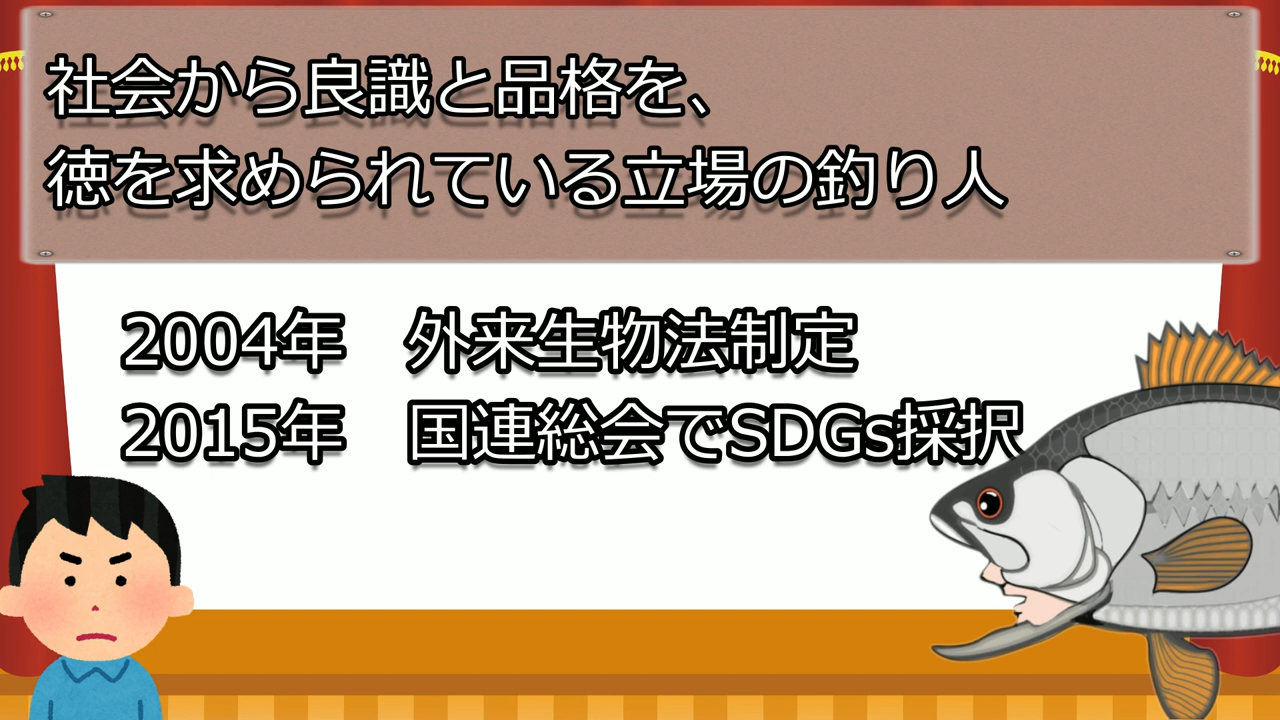 社会から良識と品格を、
徳を求められている立場の釣り人
2004年　外来生物法制定
2015年　国連総会でSDGs採択